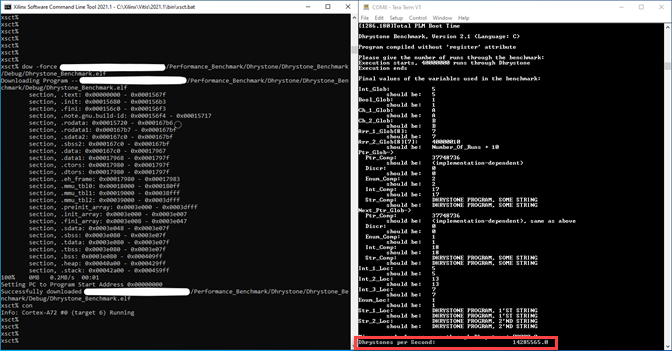 Xilinx Software Command Line Tool 2021.1 - C:\Xilinx\Vitis\2021.1\bin\xsct.bat
xsct%
xsct%
xsct%
xsct%
xsct%
xsct% dow -force /Performance_Benchmark/Dhrystone/Dhrystone_Benchmark
/Debug/Dhrystone_Benchmark.elf
Downloading Program -- /Performance_Benchmark/Dhrystone/Dhrystone_Be
nchmark/Debug/Dhrystone_Benchmark.elf
section, .text: 0x00000000 - 0x0001567f
section, .init: 0x00015680 - 0x000156b3
section, .fini: 0x000156c0 - 0x000156f3
section, .note.gnu.build-id: 0x000156f4 - 0x00015717
section, .rodata: 0x00015720 - 0x000167b6
section, .rodata1: 0x000167b7 - 0x000167bf
section, .sdata2: 0x000167c0 - 0x000167bf
section, .sbss2: 0x000167c0 - 0x000167bf
section, .data: 0x000167c0 - 0x00017967
section, .data1: 0x00017968 - 0x0001797f
section, .ctors: 0x00017980 - 0x0001797f
section, .dtors: 0x00017980 - 0x0001797f
section, .eh_frame: 0x00017980 - 0x00017983
section, .mmu_tbl0: 0x00018000 - 0x0001800f
section, .mmu_tbl1: 0x00019000 - 0x00038fff
section, .mmu_tbl2: 0x00039000 - 0x0003dfff
section, .preinit_array: 0x0003e000 - 0x0003dfff
section, .init_array: 0x0003e000 - 0x0003e007
section, .fini_array: 0x0003e008 - 0x0003e047
section, .sdata: 0x0003e048 - 0x0003e07f
section, .sbss: 0x0003e080 - 0x0003e07f
section, .tdata: 0x0003e080 - 0x0003e07f
section, .tbss: 0x0003e080 - 0x0003e07f
section, .bss: 0x0003e080 - 0x000409ff
section, .heap: 0x00040a00 - 0x000429ff
section, .stack: 0x00042a00 - 0x000459ff
100% 0MB 0.2MB/s 00:01
Setting PC to Program Start Address 0x00000000
Successfully downloaded /Performance_Benchmark/Dhrystone/Dhrystone_B
enchmark/Debug/Dhrystone_Benchmark.elf
xsct% con
Info: Cortex-A72 #0 (target 6) Running
xsct%
xsct%
xsct%
xsct%
COM8 - Tera Term VT
File Edit Setup Control Window Help
[1286.180]Total PLM Boot Time
Dhrystone Benchmark, Version 2.1 (Language: C)
Program compiled without 'register' attribute
Please give the number of runs through the benchmark:
Execution starts, 40000000 runs through Dhrystone
Execution ends
Final values of the variables used in the benchmark:
Int_Glob: 5
should be: 5
Bool_Glob: 1
should be: 1
Ch_1_Glob: A
should be: A
Ch_2_Glob: B
should be: B
Arr_1_Glob[8]: 7
should be: 7
Arr_2_Glob[8][7]: 40000010
should be: Number_Of_Runs + 10
Ptr_Glob->
Ptr_Comp: 37748736
should be: (implementation-dependent)
Discr: 0
should be: 0
Enum_Comp: 2
should be: 2
Int_Comp: 17
should be: 17
Str_Comp: DHRYSTONE PROGRAM, SOME STRING
should be: DHRYSTONE PROGRAM, SOME STRING
Next_Ptr_Glob->
Ptr_Comp: 37748736
should be: (implementation-dependent), same as above
Discr: 0
should be: 0
Enum_Comp: 1
should be: 1
Int_Comp: 18
should be: 18
Str_Comp: DHRYSTONE PROGRAM, SOME STRING
should be: DHRYSTONE PROGRAM, SOME STRING
Int_1_Loc: 5
should be: 5
Int_2_Loc: 13
should be: 13
Int_3_Loc: 7
should be: 7
Enum_Loc: 1
should be: 1
Str_1_Loc: DHRYSTONE PROGRAM, 1'ST STRING
should be: DHRYSTONE PROGRAM, 1'ST STRING
Str_2_Loc: DHRYSTONE PROGRAM, 2'ND STRING
should be: DHRYSTONE PROGRAM, 2'ND STRING
Dhrystones per Second: 14285565.0